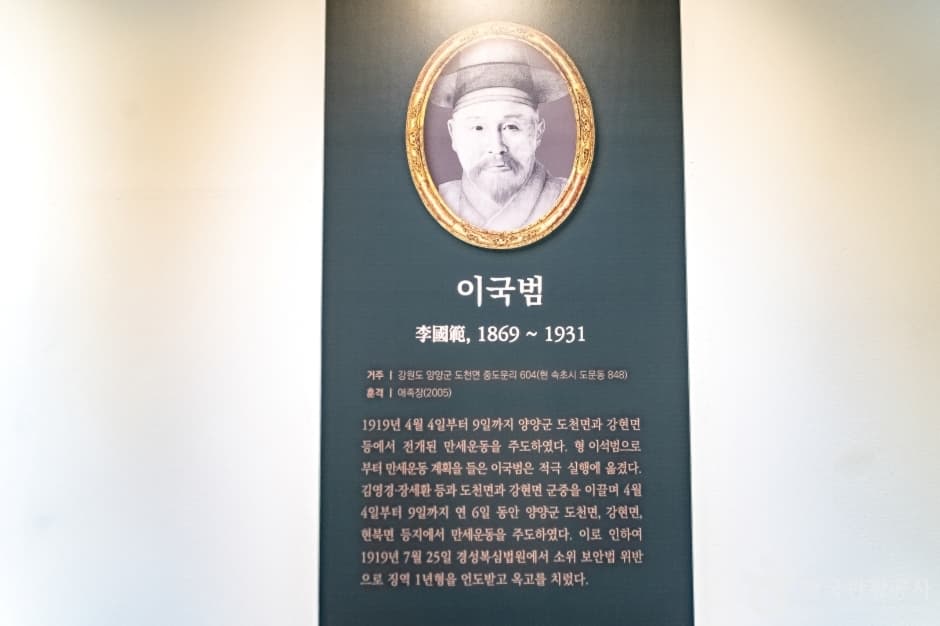 이국범
李國範, 1869 ~ 1931
거주 | 강원도 양양군 도천면 중도문리 604(현 속초시 도문동 848)
훈격 | 애족장(2005)
1919년 4월 4일부터 9일까지 양양군 도천면과 강현면
등에서 전개된 만세운동을 주도하였다. 형 이석범으로
부터 만세운동 계획을 들은 이국범은 적극 실행에 옮겼다.
김영경·장세환 등과 도천면과 강현면 군중을 이끌며 4월
4일부터 9일까지 연 6일 동안 양양군 도천면, 강현면,
현북면 등지에서 만세운동을 주도하였다. 이로 인하여
1919년 7월 25일 경성복심법원에서 소위 보안법 위반
으로 징역 1년형을 언도받고 옥고를 치렀다.